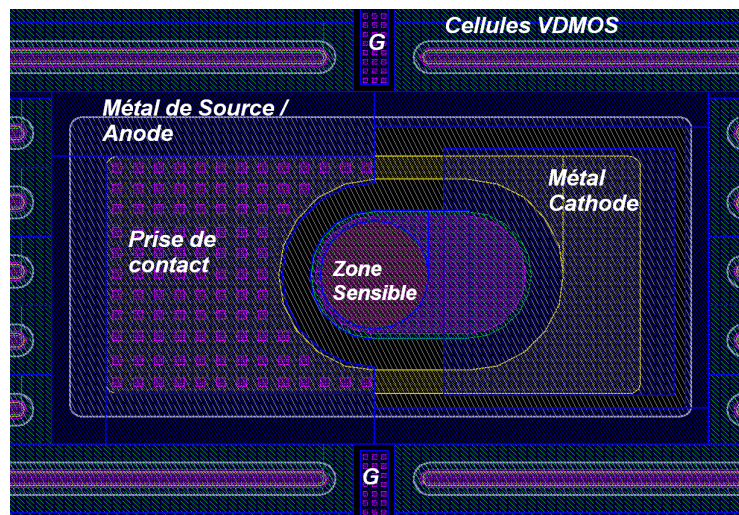 Cellules VDMOS
G
Métal de Source /
Anode
Métal
Cathode
Prise de
contact
Zone
Sensible
G